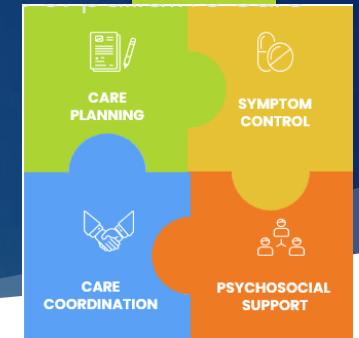 CARE
PLANNING
SYMPTOM
CONTROL
CARE
COORDINATION
PSYCHOSOCIAL
SUPPORT